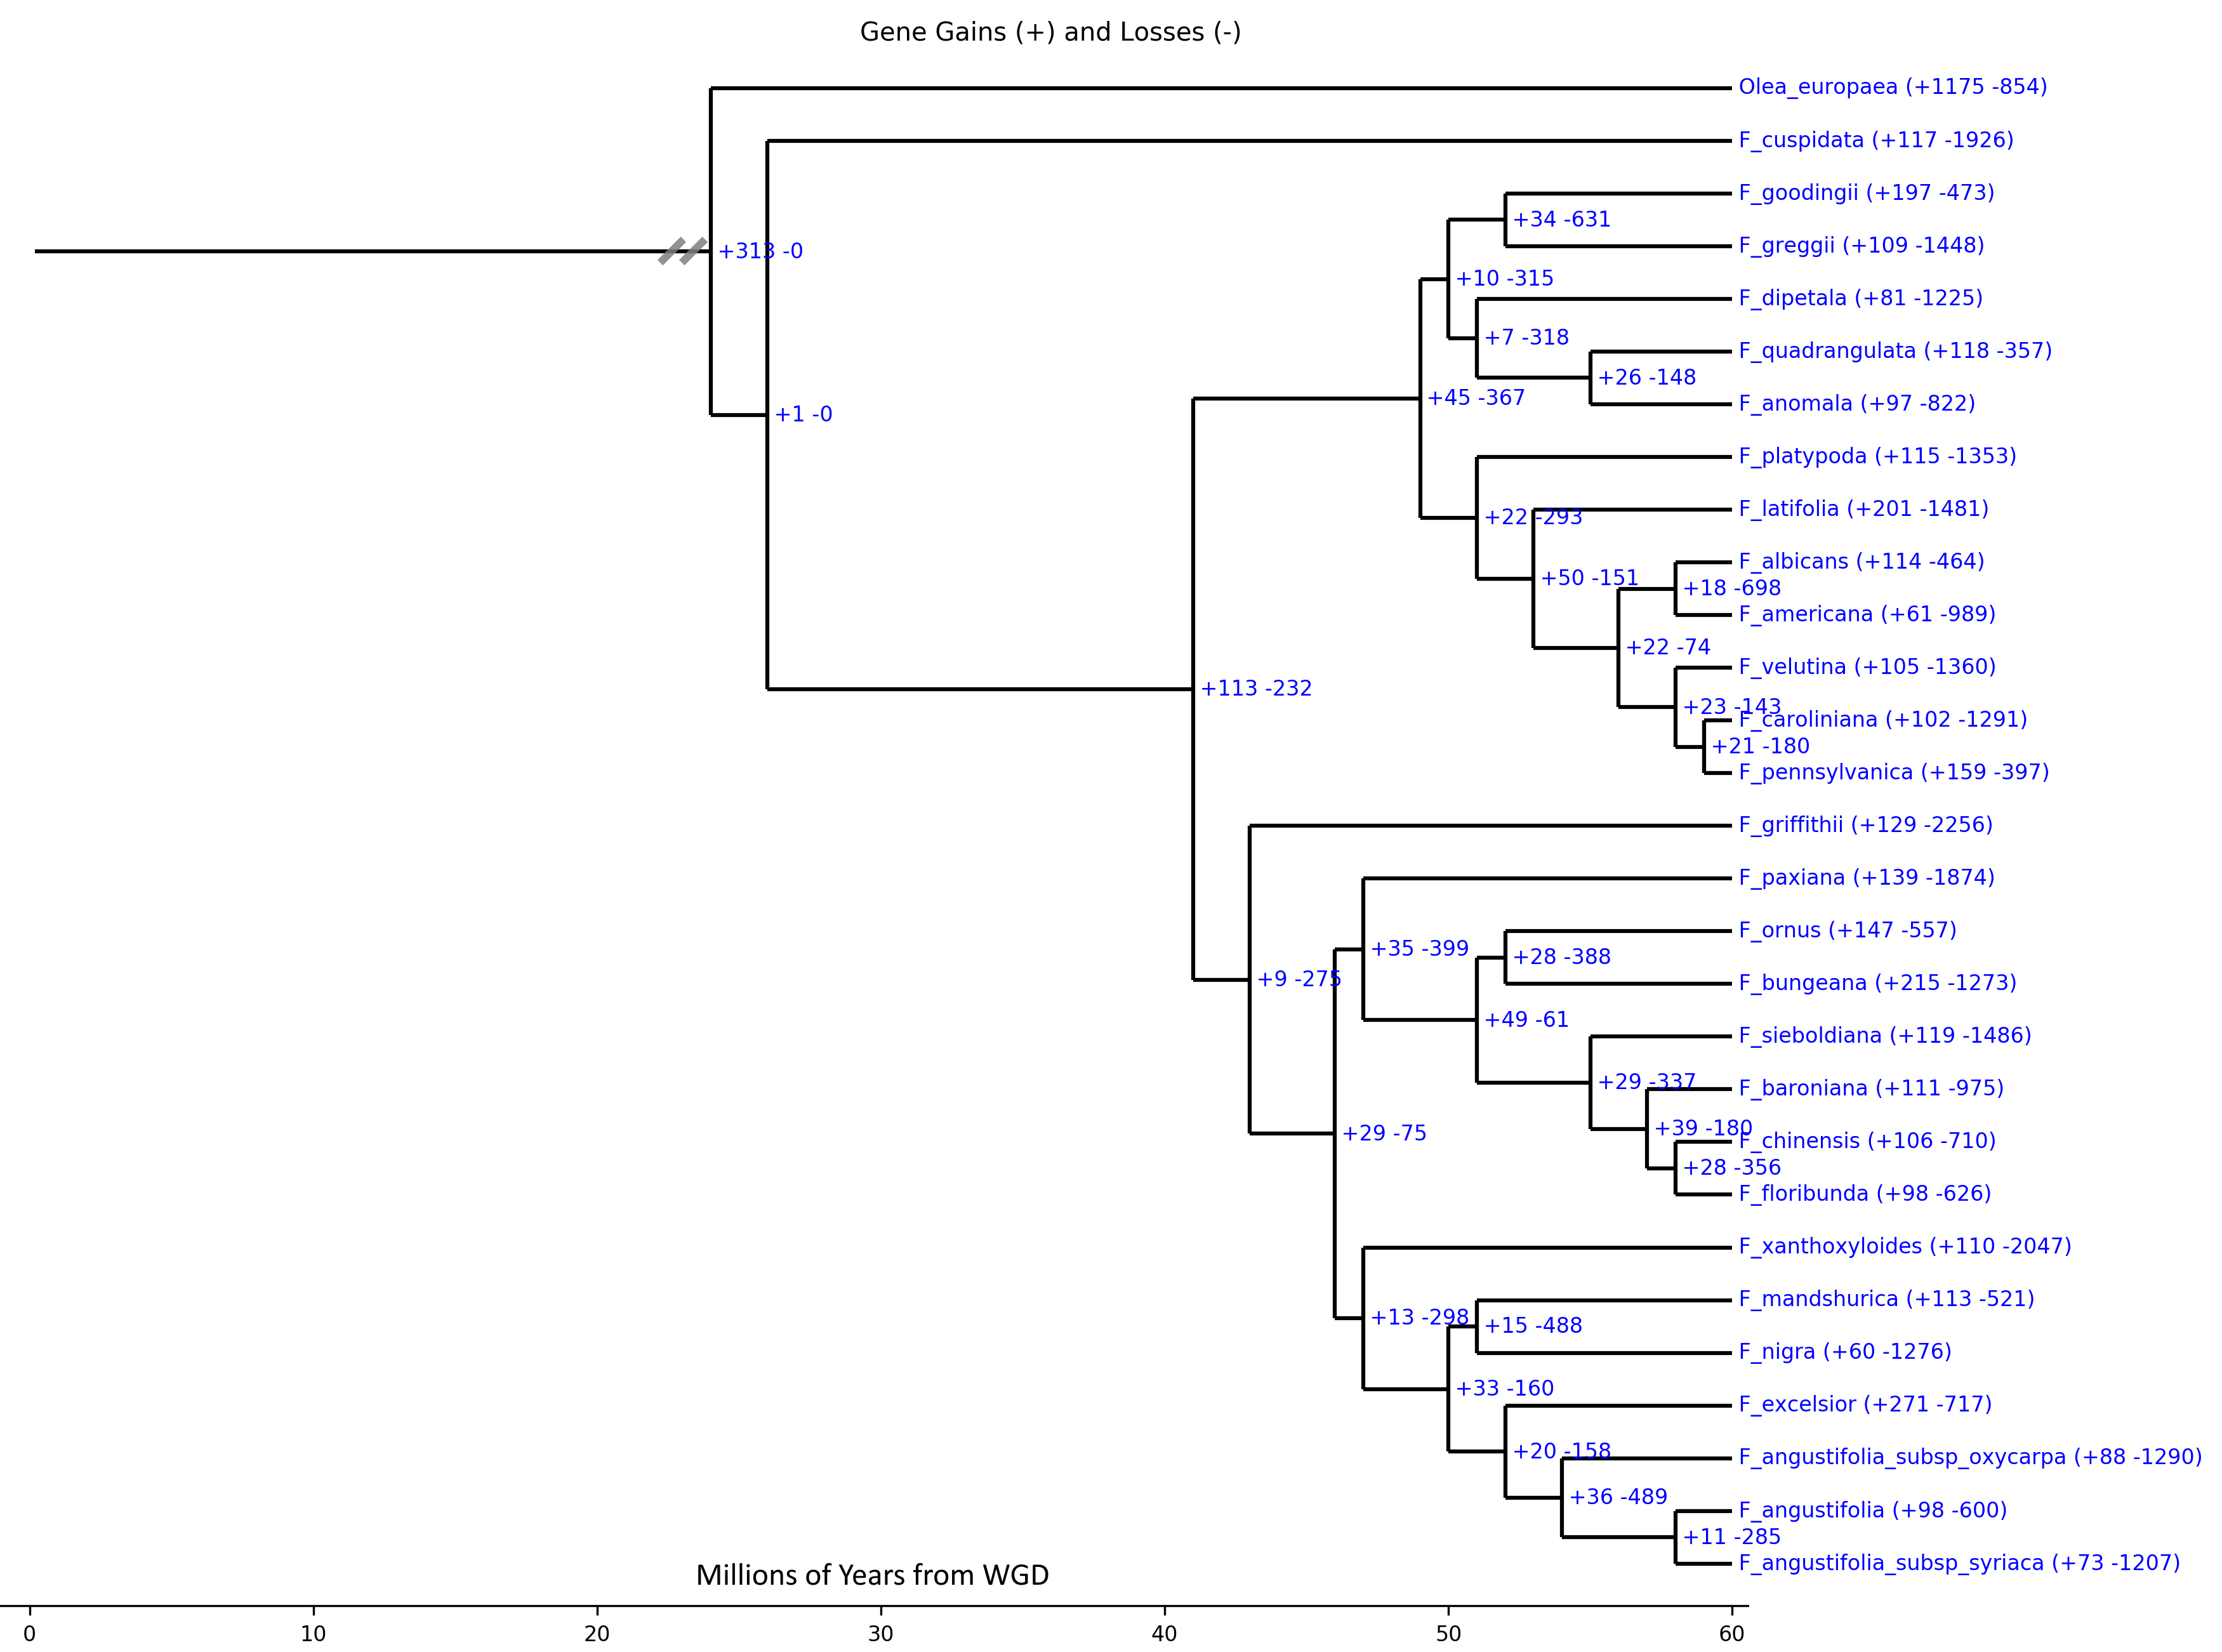 Gene Gains (+) and Losses (-)
Olea_europaea (+1175 -854)
F_cuspidata (+117 -1926)
F_goodingii (+197 -473)
+34 -631
F_greggii (+109 -1448)
+313 -0
+10 -315
F_dipetala (+81 -1225)
+7 -318
F_quadrangulata (+118 -357)
+26 -148
+45 -367
F_anomala (+97 -822)
+1 -0
F_platypoda (+115 -1353)
F_latifolia (+201 -1481)
+22 -293
F_albicans (+114 -464)
+50 -151
+18 -698
F_americana (+61 -989)
+22 -74
F_velutina (+105 -1360)
+113 -232
+23 -143
F_caroliniana (+102 -1291)
+21 -180
F_pennsylvanica (+159 -397)
F_griffithii (+129 -2256)
F_paxiana (+139 -1874)
F_ornus (+147 -557)
+35 -399
+28 -388
+9 -275
F_bungeana (+215 -1273)
+49 -61
F_sieboldiana (+119 -1486)
+29 -337
F_baroniana (+111 -975)
+39 -180
+29 -75
F_chinensis (+106 -710)
+28 -356
F_floribunda (+98 -626)
F_xanthoxyloides (+110 -2047)
F_mandshurica (+113 -521)
+13 -298
+15 -488
F_nigra (+60 -1276)
+33 -160
F_excelsior (+271 -717)
+20 -158
F_angustifolia_subsp_oxycarpa (+88 -1290)
+36 -489
F_angustifolia (+98 -600)
+11 -285
F_angustifolia_subsp_syriaca (+73 -1207)
Millions of Years from WGD
0 10 20 30 40 50 60